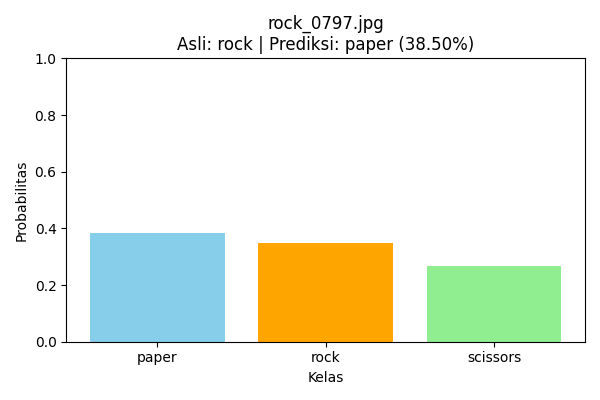 rock_0797.jpg
Asli: rock | Prediksi: paper (38.50%)
1.0
0.8
0.6
0.4
0.2
0.0
Probabilitas
paper rock scissors
Kelas